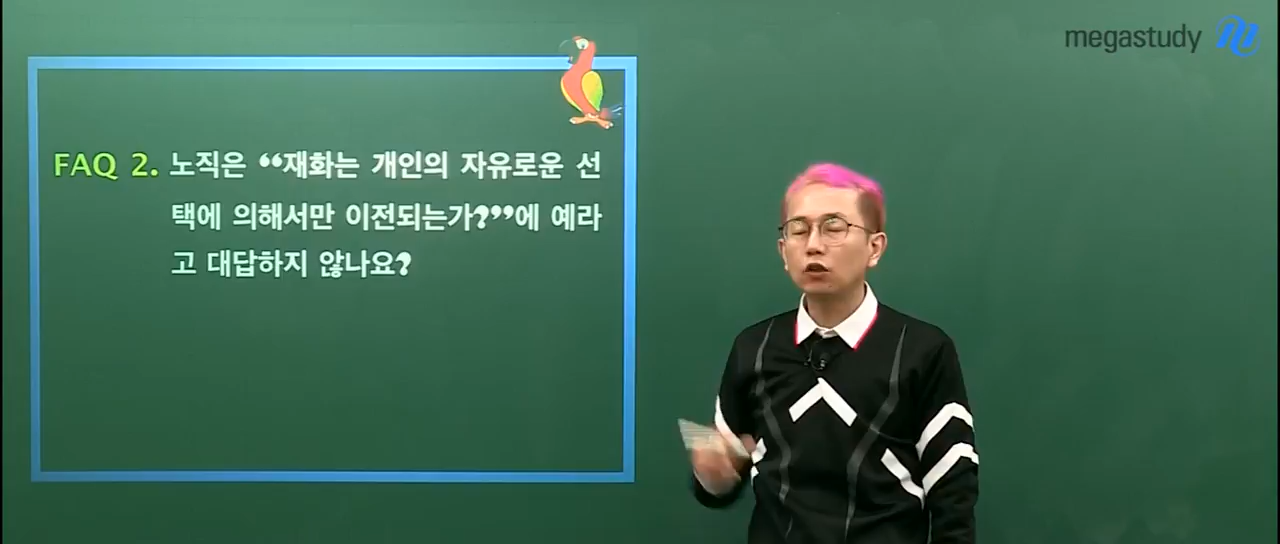 megastudy
FAQ 2. 노직은 “재화는 개인의 자유로운 선
택에 의해서만 이전되는가?”에 예라
고 대답하지 않나요?